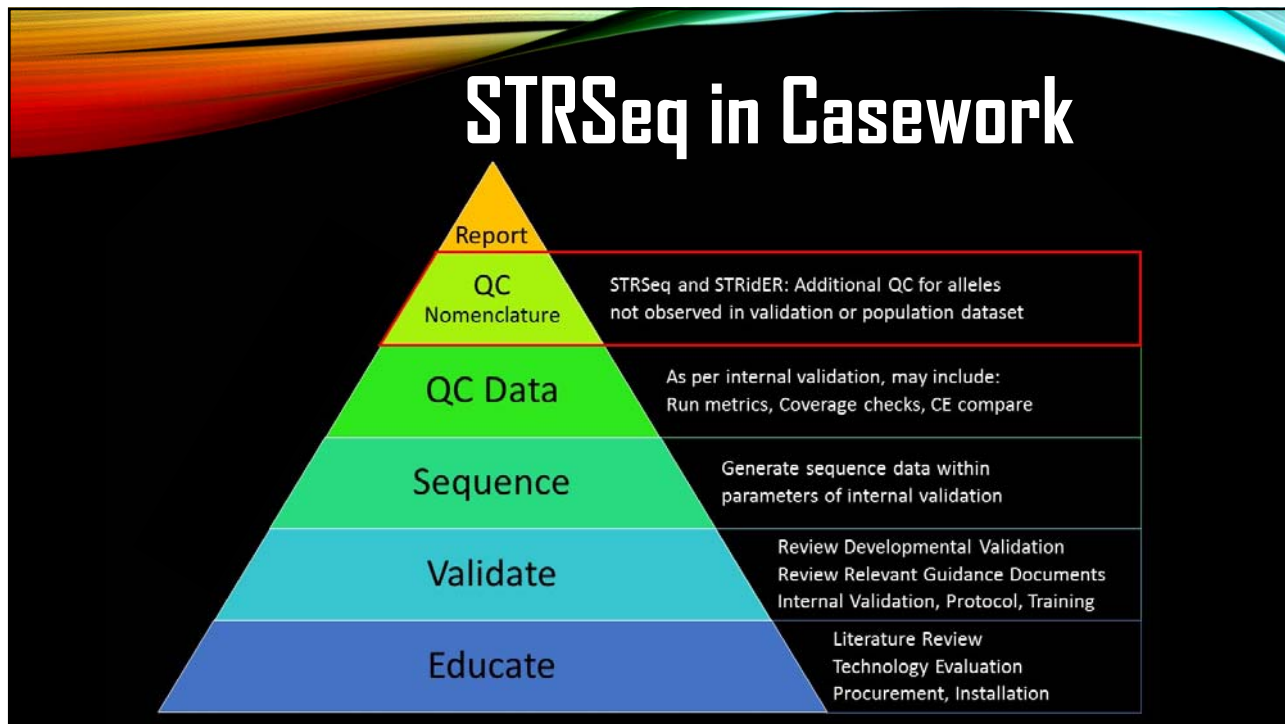 STRSeq in Casework
Report
QC
Nomenclature
STRSeq and STRidER: Additional QC for alleles
not observed in validation or population dataset
QC Data
As per internal validation, may include:
Run metrics, Coverage checks, CE compare
Sequence
Generate sequence data within
parameters of internal validation
Validate
Review Developmental Validation
Review Relevant Guidance Documents
Internal Validation, Protocol, Training
Educate
Literature Review
Technology Evaluation
Procurement, Installation